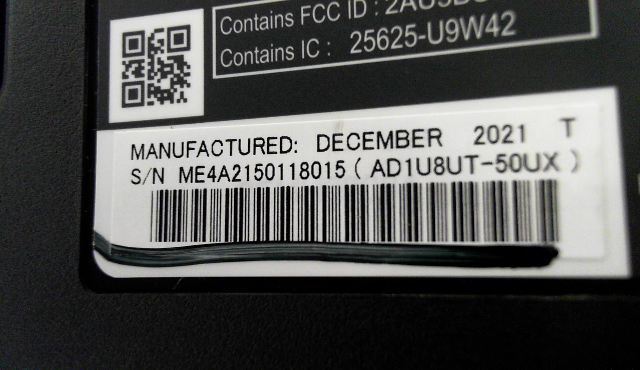 Contains FCC ID :
Contains IC : 25625-U9W42
MANUFACTURED: DECEMBER 2021 T
S/N ME4A2150118015 ( AD1U8UT-50UX )